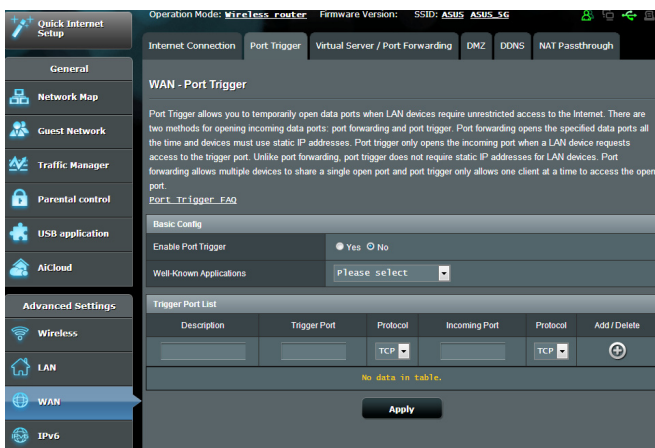 Quick Internet
Setup
General
Network Map
Guest Network
Traffic Manager
Parental control
USB application
AiCloud
Advanced Settings
Wireless
LAN
WAN
IPv6
Operation Mode: Wireless router Firmware Version: SSID: ASUS ASUS_5G
Internet Connection Port Trigger Virtual Server / Port Forwarding DMZ DDNS NAT Passthrough
WAN - Port Trigger
Port Trigger allows you to temporarily open data ports when LAN devices require unrestricted access to the Internet. There are
two methods for opening incoming data ports: port forwarding and port trigger. Port forwarding opens the specified data ports all
the time and devices must use static IP addresses. Port trigger only opens the incoming port when a LAN device requests
access to the trigger port. Unlike port forwarding, port trigger does not require static IP addresses for LAN devices. Port
forwarding allows multiple devices to share a single open port and port trigger only allows one client at a time to access the open
port.
Port Trigger FAQ
Basic Config
Enable Port Trigger Yes No
Well-Known Applications Please select
Trigger Port List
Description Trigger Port Protocol Incoming Port Protocol Add / Delete
TCP TCP
No data in table.
Apply